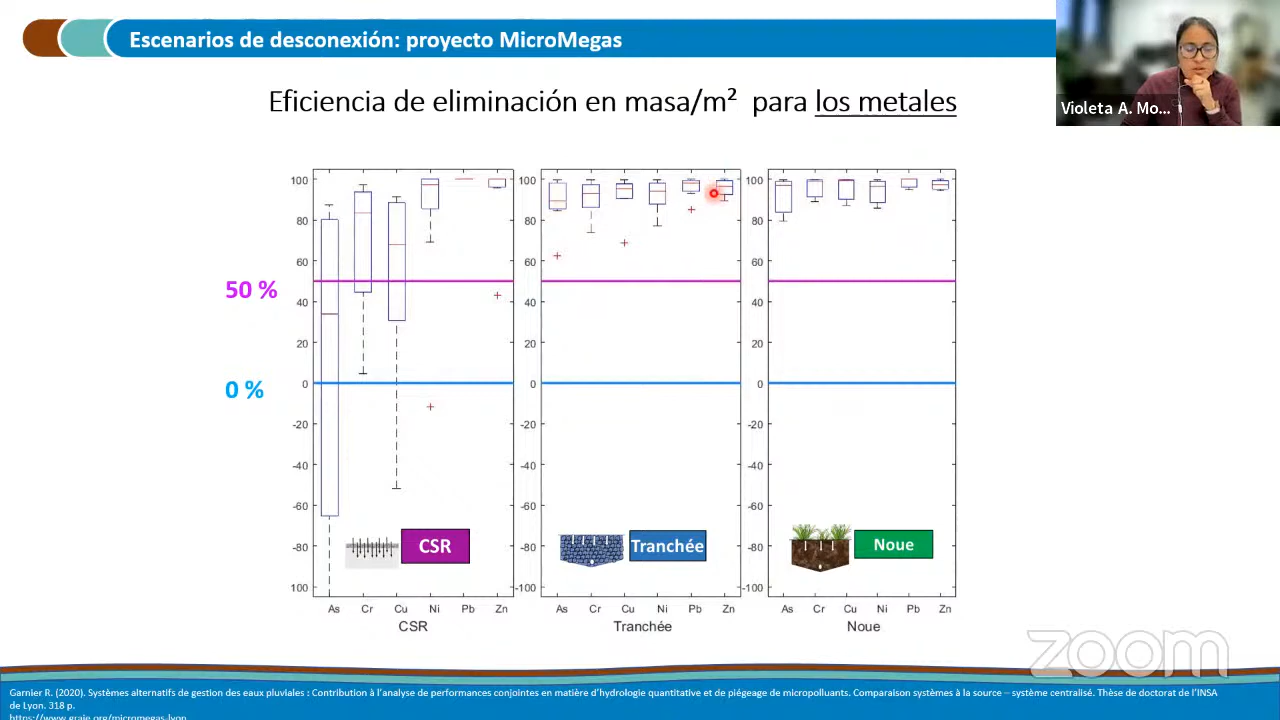 Escenarios de desconexión: proyecto MicroMegas
Violeta A. Mo...
Eficiencia de eliminación en masa/m² para los metales
50 %
0 %
100
80
60
40
20
0
-20
-40
-60
-80
100
100
80
60
40
20
0
-20
-40
-60
-80
-100
100
80
60
40
20
0
-20
-40
-60
-80
-100
CSR
Tranchée
Noue
As Cr Cu Ni Pb Zn
As Cr Cu Ni Pb Zn
As Cr Cu Ni Pb Zn
CSR
Tranchée
Noue
zoom
Garnier R. (2020). Systèmes alternatifs de gestion des eaux pluviales : Contribution à l'analyse de performances conjointes en matière d'hydrologie quantitative et de piégeage de micropolluants. Comparaison systèmes à la source – système centralisé. Thèse de doctorat de l'INSA
de Lyon. 318 p.
https://www.graie.org/micromegas-lyon